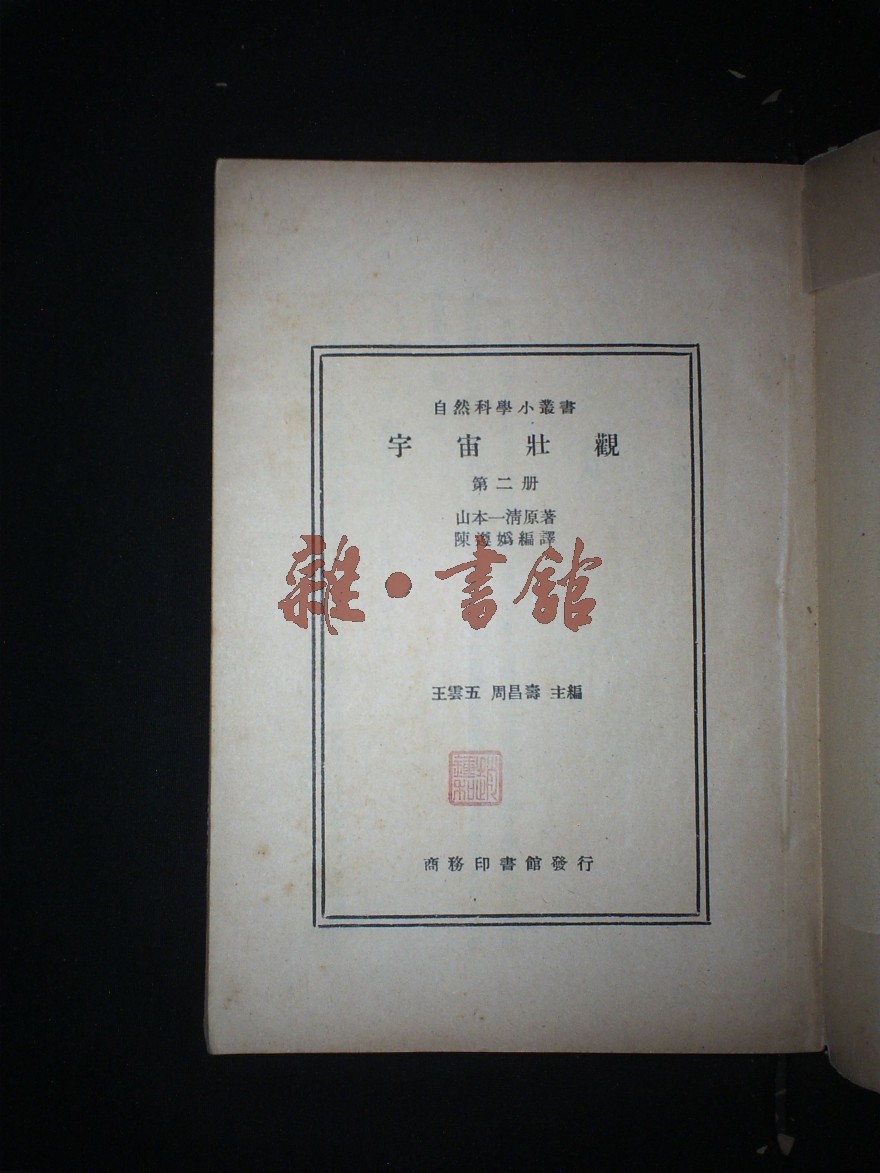 自然科學小叢書
宇宙壯觀
第二册
山本一淸原著
陳遵嬀編譯
雜·書館
王雲五 周昌壽 主編
商務印書館發行